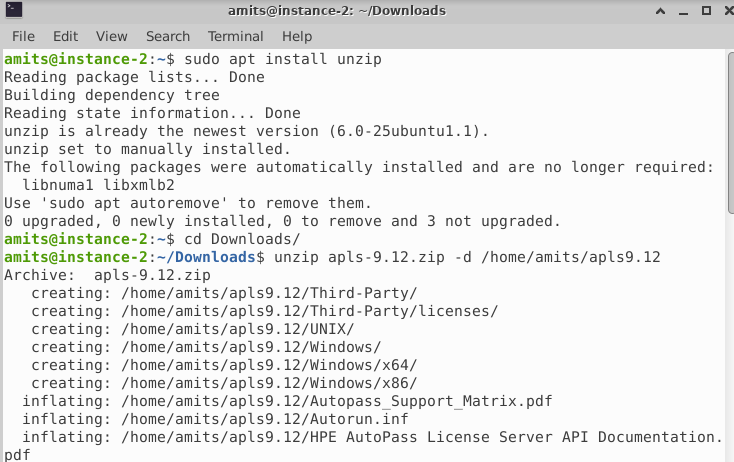 amits@instance-2: ~/Downloads
File Edit View Search Terminal Help
amits@instance-2:~$ sudo apt install unzip
Reading package lists... Done
Building dependency tree
Reading state information... Done
unzip is already the newest version (6.0-25ubuntu1.1).
unzip set to manually installed.
The following packages were automatically installed and are no longer required:
  libnuma1 libxmlb2
Use 'sudo apt autoremove' to remove them.
0 upgraded, 0 newly installed, 0 to remove and 3 not upgraded.
amits@instance-2:~$ cd Downloads/
amits@instance-2:~/Downloads$ unzip apls-9.12.zip -d /home/amits/apls9.12
Archive:  apls-9.12.zip
   creating: /home/amits/apls9.12/Third-Party/
   creating: /home/amits/apls9.12/Third-Party/licenses/
   creating: /home/amits/apls9.12/UNIX/
   creating: /home/amits/apls9.12/Windows/
   creating: /home/amits/apls9.12/Windows/x64/
   creating: /home/amits/apls9.12/Windows/x86/
  inflating: /home/amits/apls9.12/Autopass_Support_Matrix.pdf
  inflating: /home/amits/apls9.12/Autorun.inf
  inflating: /home/amits/apls9.12/HPE AutoPass License Server API Documentation.
pdf